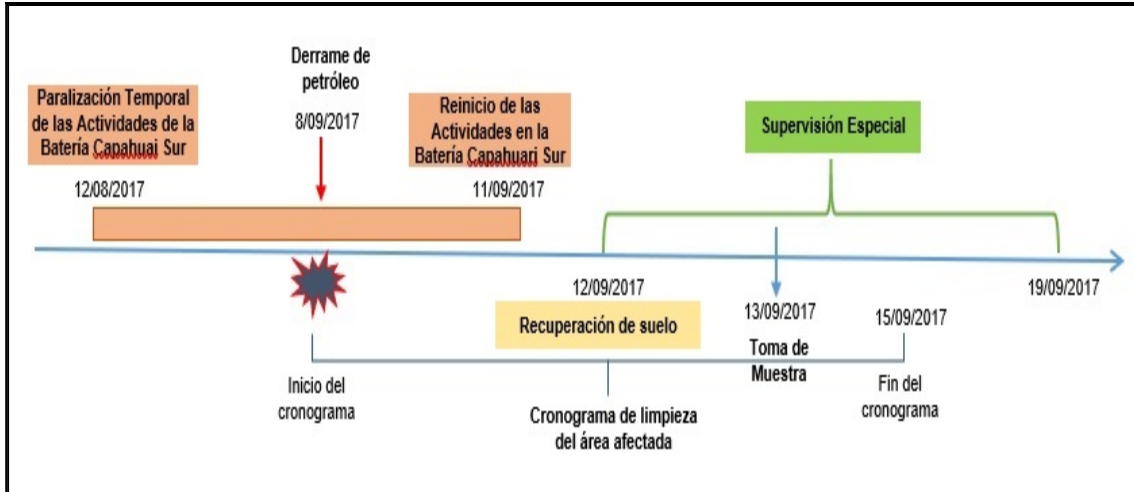 Derrame de
petróleo
8/09/2017
Paralización Temporal
de las Actividades de la
Batería Capahuai Sur
12/08/2017
Reinicio de las
Actividades en la
Batería Capahuari Sur
11/09/2017
Supervisión Especial
12/09/2017
Recuperación de suelo
13/09/2017
Toma de
Muestra
15/09/2017
19/09/2017
Inicio del
cronograma
Cronograma de limpieza
del área afectada
Fin del
cronograma